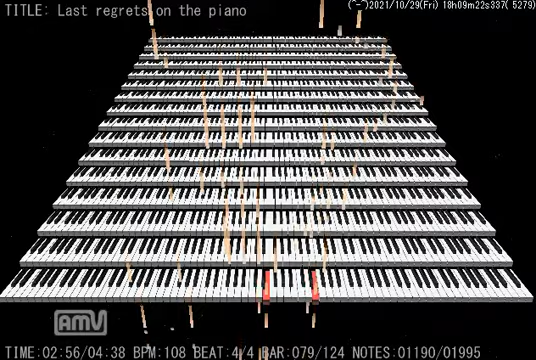 TITLE: Last regrets on the piano
(^-^)2021/10/29(Fri) 18h09m22s337( 5279)
AMV
TIME:02:56/04:38 BPM:108 BEAT:4/4 BAR:079/124 NOTES:01190/01995